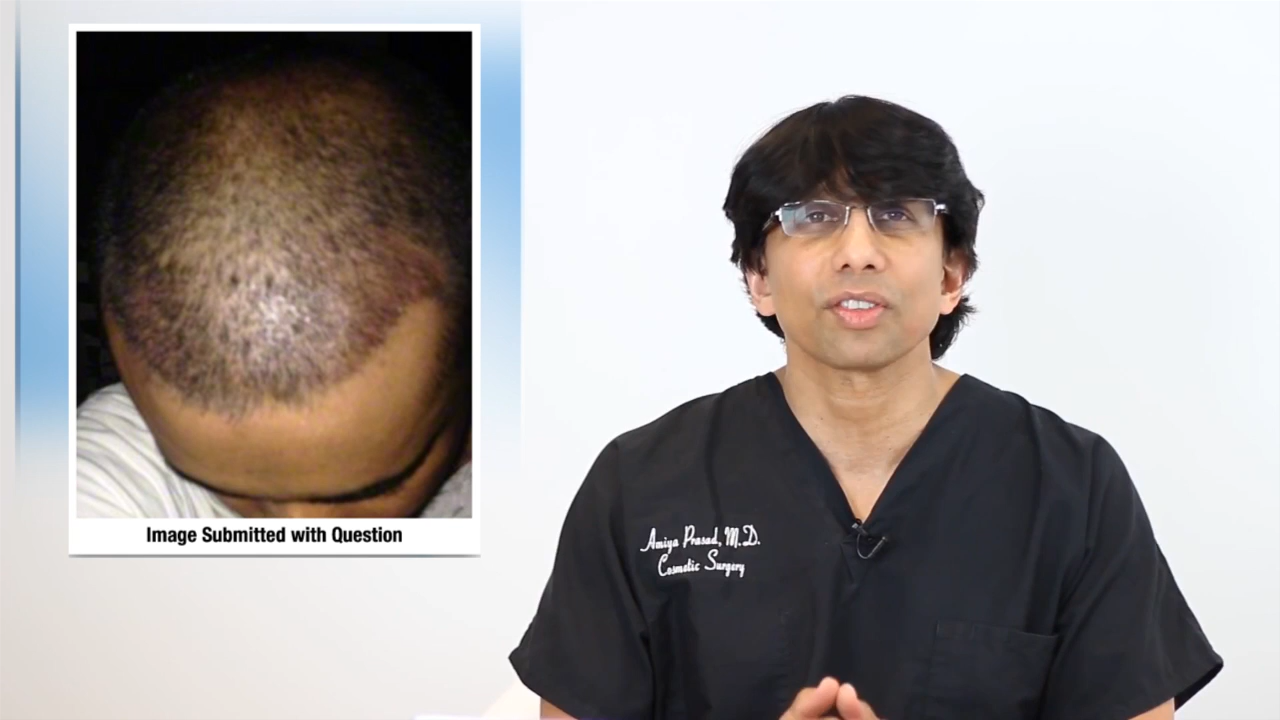 Image Submitted with Question
Amiya Prasad, M.D.
Cosmetic Surgery